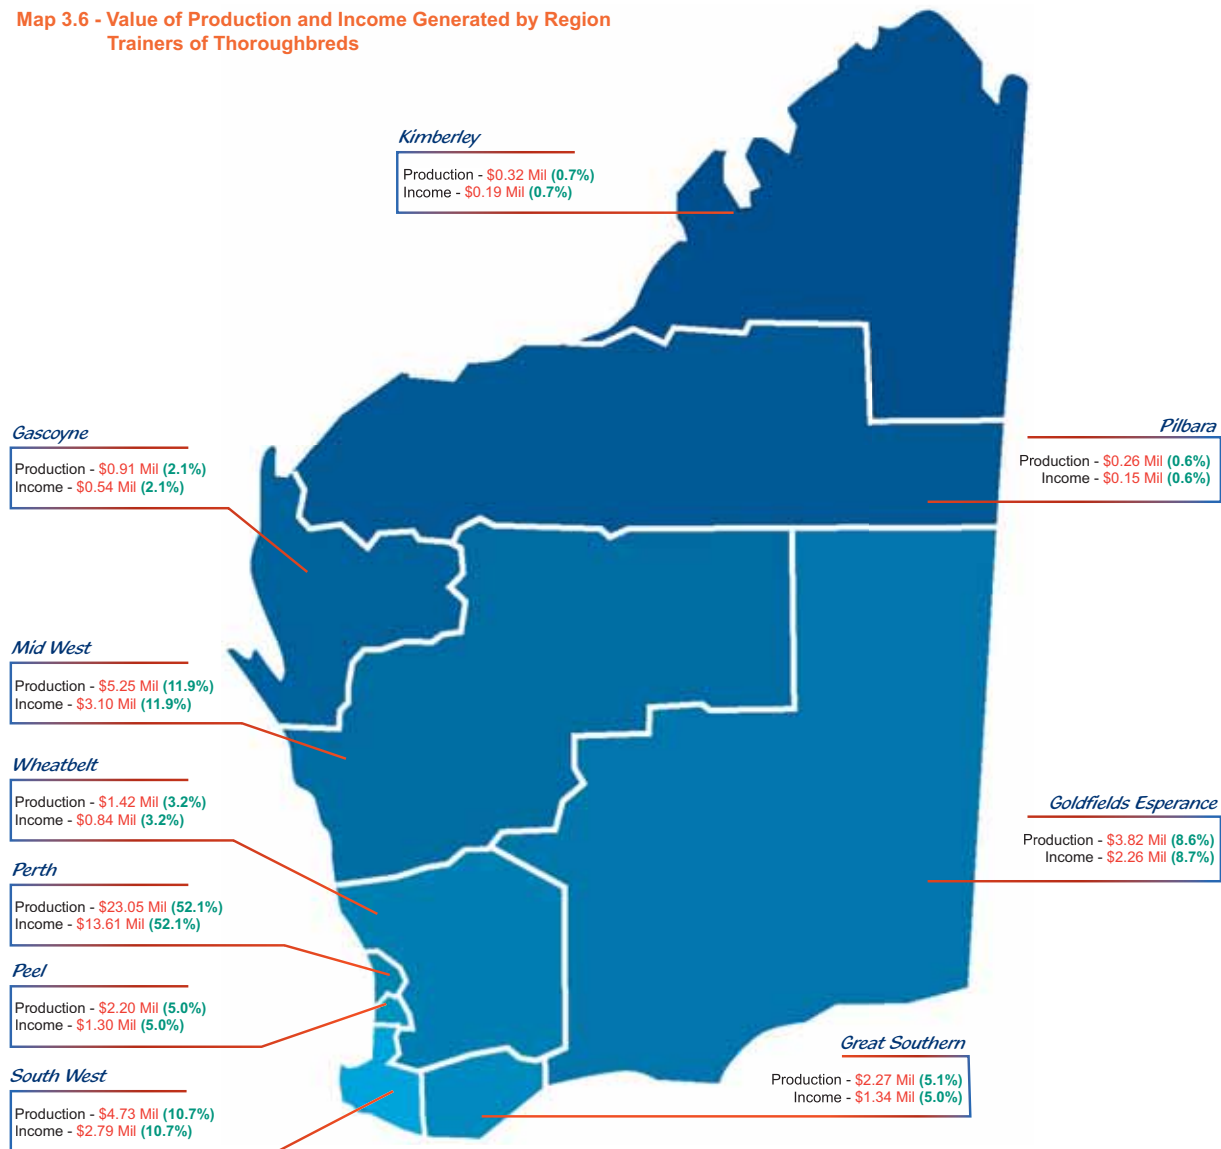 Map 3.6 - Value of Production and Income Generated by Region
Trainers of Thoroughbreds
Kimberley
Production - $0.32 Mil (0.7%)
Income - $0.19 Mil (0.7%)
Gascoyne
Production - $0.91 Mil (2.1%)
Income - $0.54 Mil (2.1%)
Pilbara
Production - $0.26 Mil (0.6%)
Income - $0.15 Mil (0.6%)
Mid West
Production - $5.25 Mil (11.9%)
Income - $3.10 Mil (11.9%)
Wheatbelt
Production - $1.42 Mil (3.2%)
Income - $0.84 Mil (3.2%)
Goldfields Esperance
Production - $3.82 Mil (8.6%)
Income - $2.26 Mil (8.7%)
Perth
Production - $23.05 Mil (52.1%)
Income - $13.61 Mil (52.1%)
Peel
Production - $2.20 Mil (5.0%)
Income - $1.30 Mil (5.0%)
Great Southern
Production - $2.27 Mil (5.1%)
Income - $1.34 Mil (5.0%)
South West
Production - $4.73 Mil (10.7%)
Income - $2.79 Mil (10.7%)